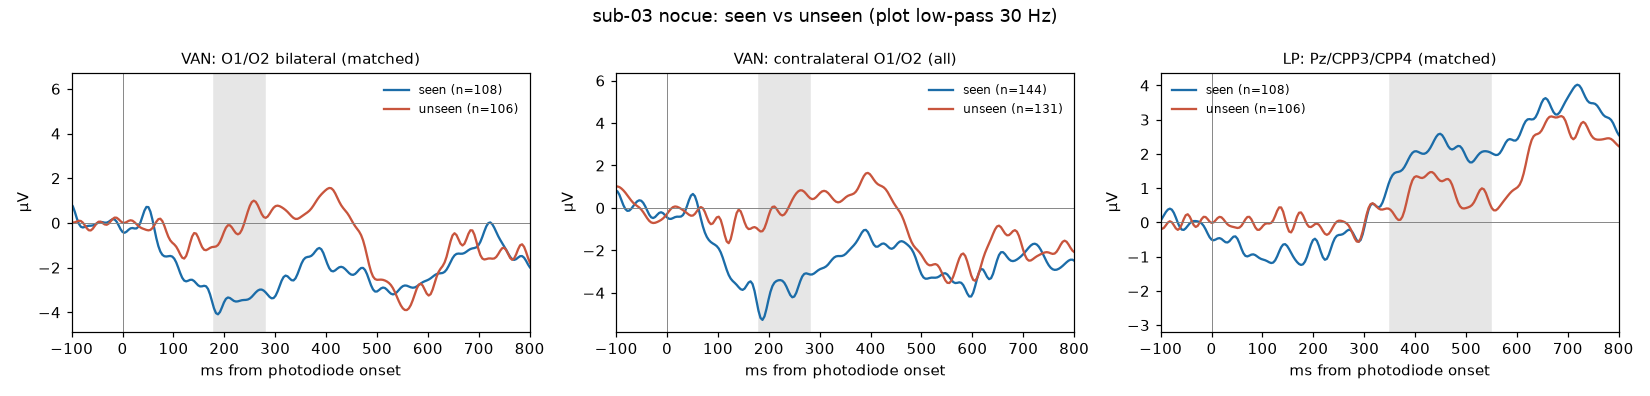 sub-03 nocue: seen vs unseen (plot low-pass 30 Hz)
VAN: O1/O2 bilateral (matched)
seen (n=108)
unseen (n=106)
µV
6
4
2
0
−2
−4
−100 0 100 200 300 400 500 600 700 800
ms from photodiode onset
VAN: contralateral O1/O2 (all)
seen (n=144)
unseen (n=131)
µV
6
4
2
0
−2
−4
−100 0 100 200 300 400 500 600 700 800
ms from photodiode onset
LP: Pz/CPP3/CPP4 (matched)
seen (n=108)
unseen (n=106)
µV
4
3
2
1
0
−1
−2
−3
−100 0 100 200 300 400 500 600 700 800
ms from photodiode onset